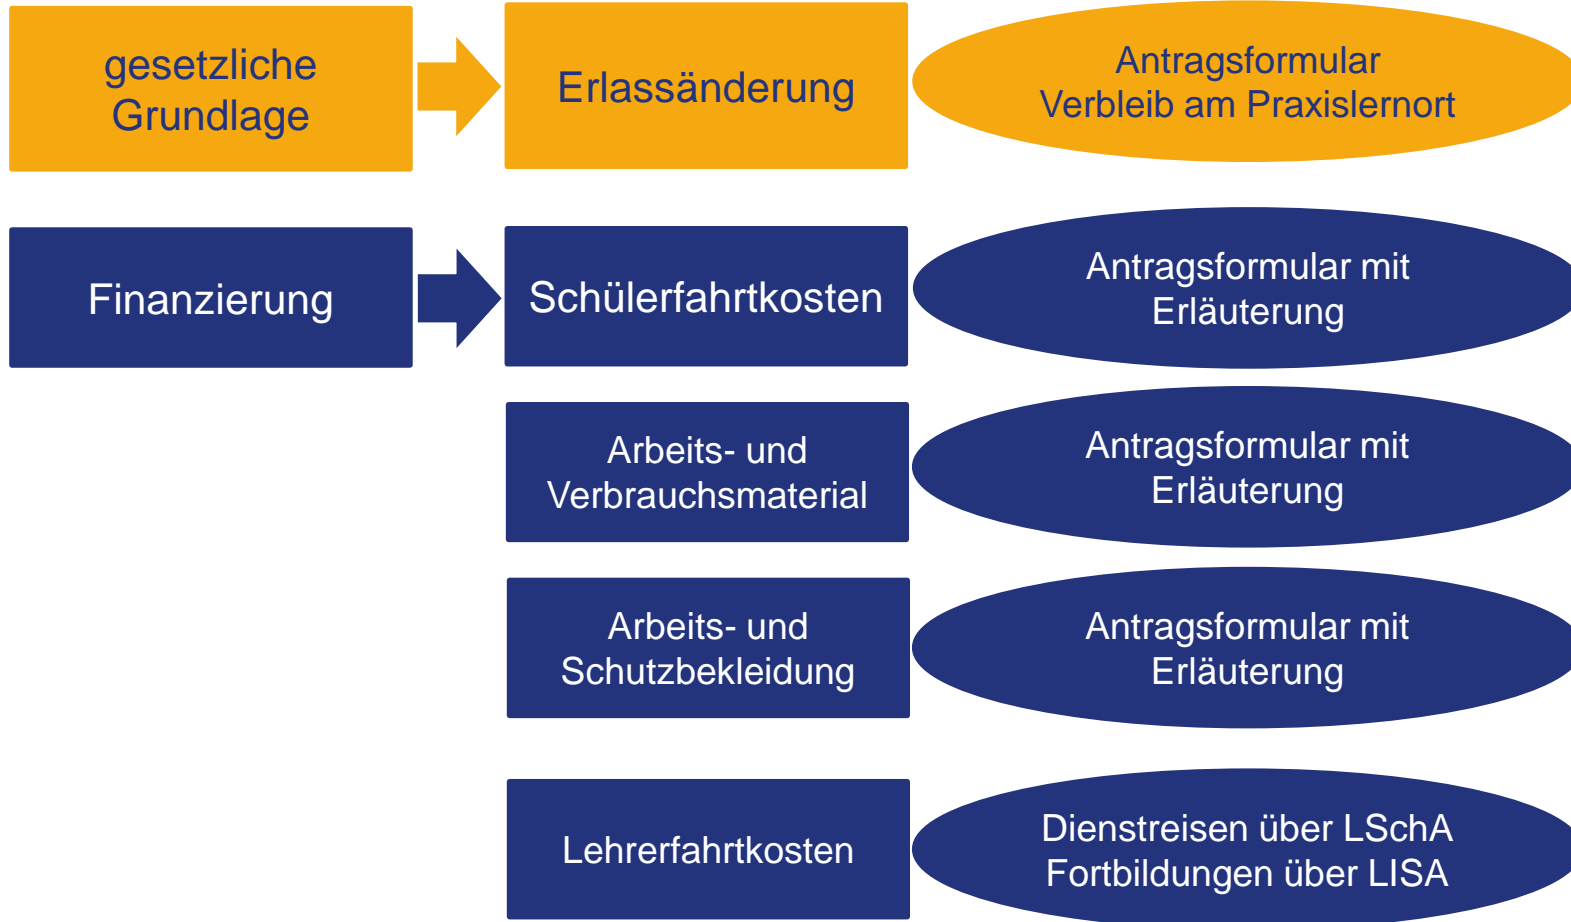 gesetzliche
Grundlage
Erlassänderung
Antragsformular
Verbleib am Praxislernort
Finanzierung
Schülerfahrtkosten
Antragsformular mit
Erläuterung
Arbeits- und
Verbrauchsmaterial
Antragsformular mit
Erläuterung
Arbeits- und
Schutzbekleidung
Antragsformular mit
Erläuterung
Lehrerfahrtkosten
Dienstreisen über LSchA
Fortbildungen über LISA